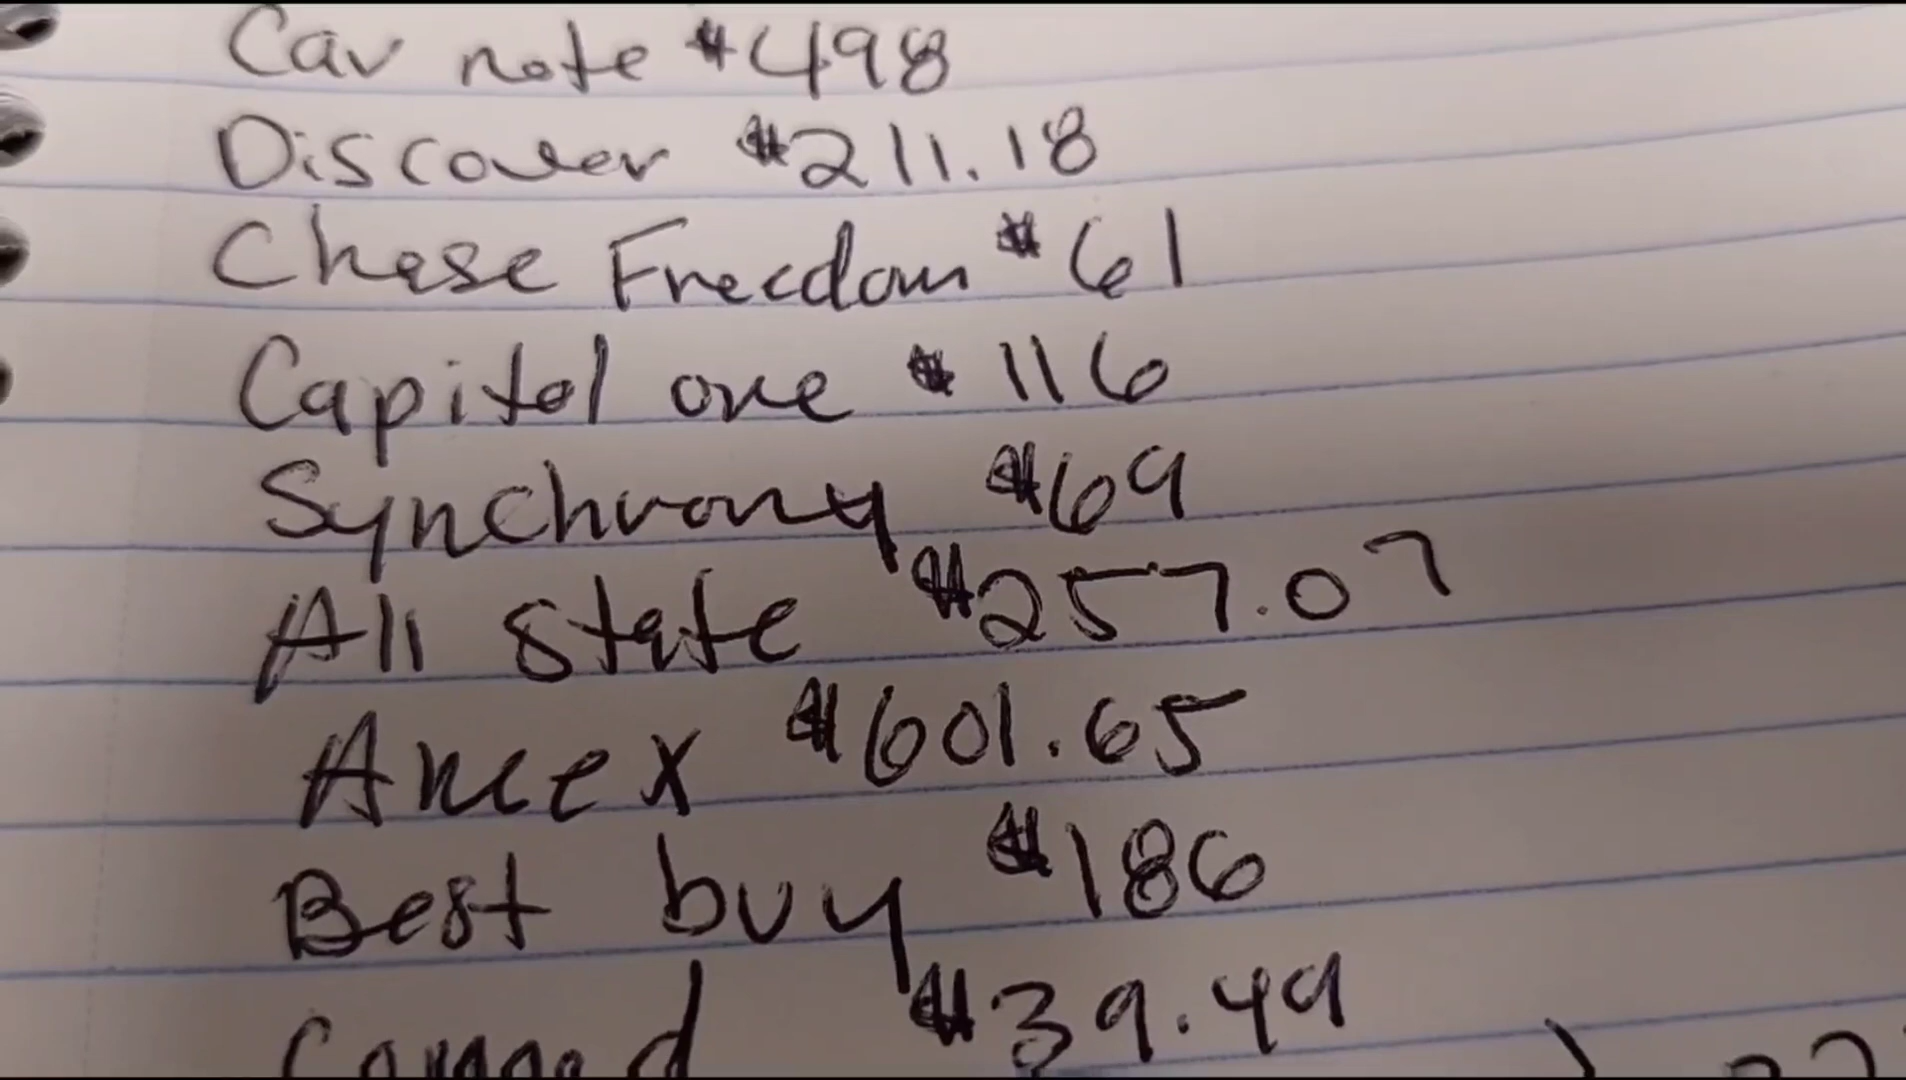 Car note $498
Discover $211.18
Chase Freedom $61
Capitol one $116
Synchrony $69
All state $257.07
Amex $601.65
Best buy $186
$39.49